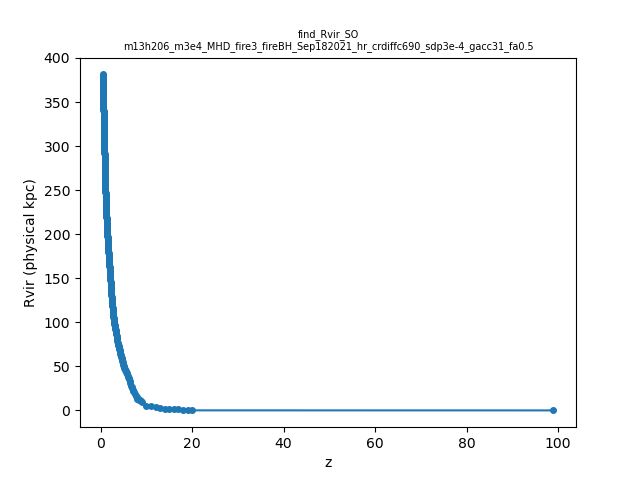 find_Rvir_SO
m13h206_m3e4_MHD_fire3_fireBH_Sep182021_hr_crdiffc690_sdp3e-4_gacc31_fa0.5
400
350
300
250
200
150
100
50
0
Rvir (physical kpc)
0 20 40 60 80 100
z